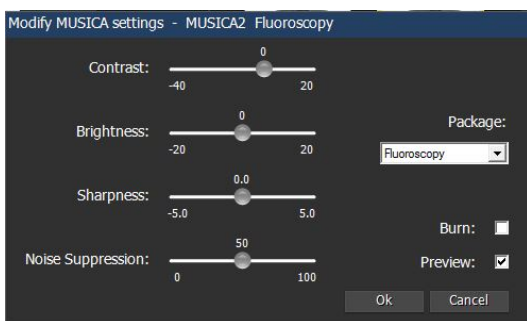 Modify MUSICA settings - MUSICA2 Fluoroscopy
0
Contrast:
-40 20
0
Brightness:
-20 20
Package:
Fluoroscopy
0.0
Sharpness:
-5.0 5.0
Burn:
50
Noise Suppression:
0 100
Preview:
Ok Cancel